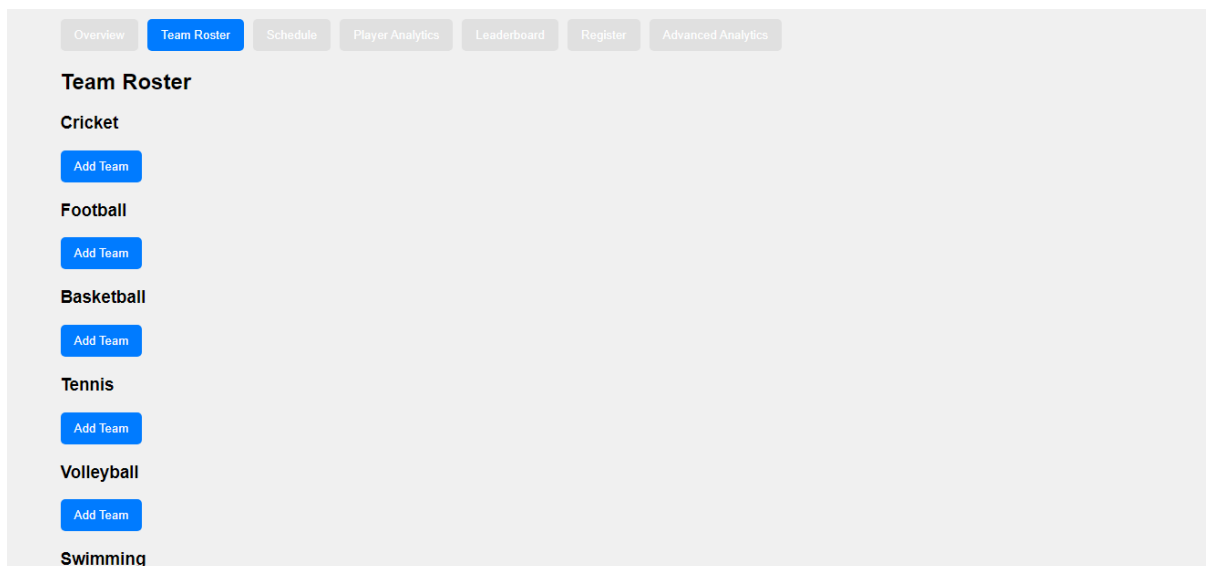 Overview Team Roster Schedule Player Analytics Leaderboard Register Advanced Analytics
Team Roster
Cricket
Add Team
Football
Add Team
Basketball
Add Team
Tennis
Add Team
Volleyball
Add Team
Swimming